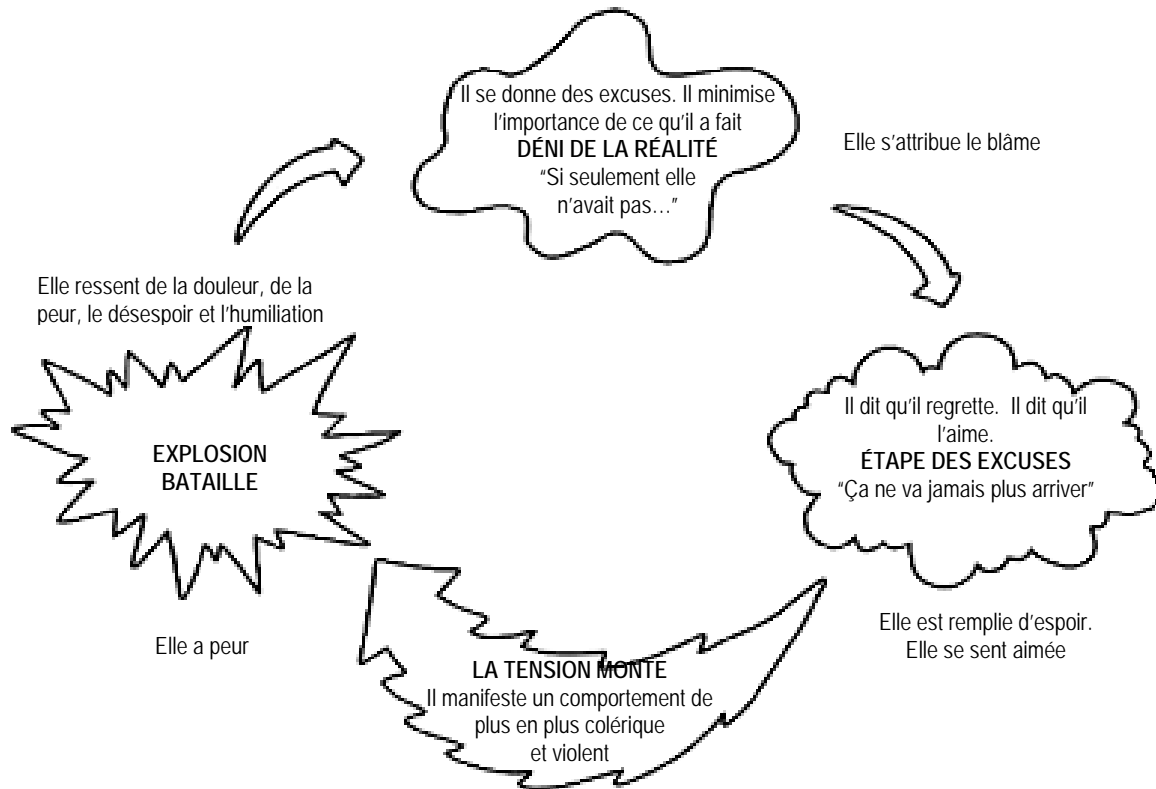 Il se donne des excuses. Il minimise
l'importance de ce qu'il a fait
DÉNI DE LA RÉALITÉ
“Si seulement elle
n'avait pas…”
Elle s’attribue le blâme
Elle ressent de la douleur, de la
peur, le désespoir et l’humiliation
EXPLOSION
BATAILLE
Il dit qu'il regrette. Il dit qu'il
l'aime.
ÉTAPE DES EXCUSES
“Ça ne va jamais plus arriver”
Elle est remplie d’espoir.
Elle se sent aimée
Elle a peur
LA TENSION MONTE
Il manifeste un comportement de
plus en plus colérique
et violent